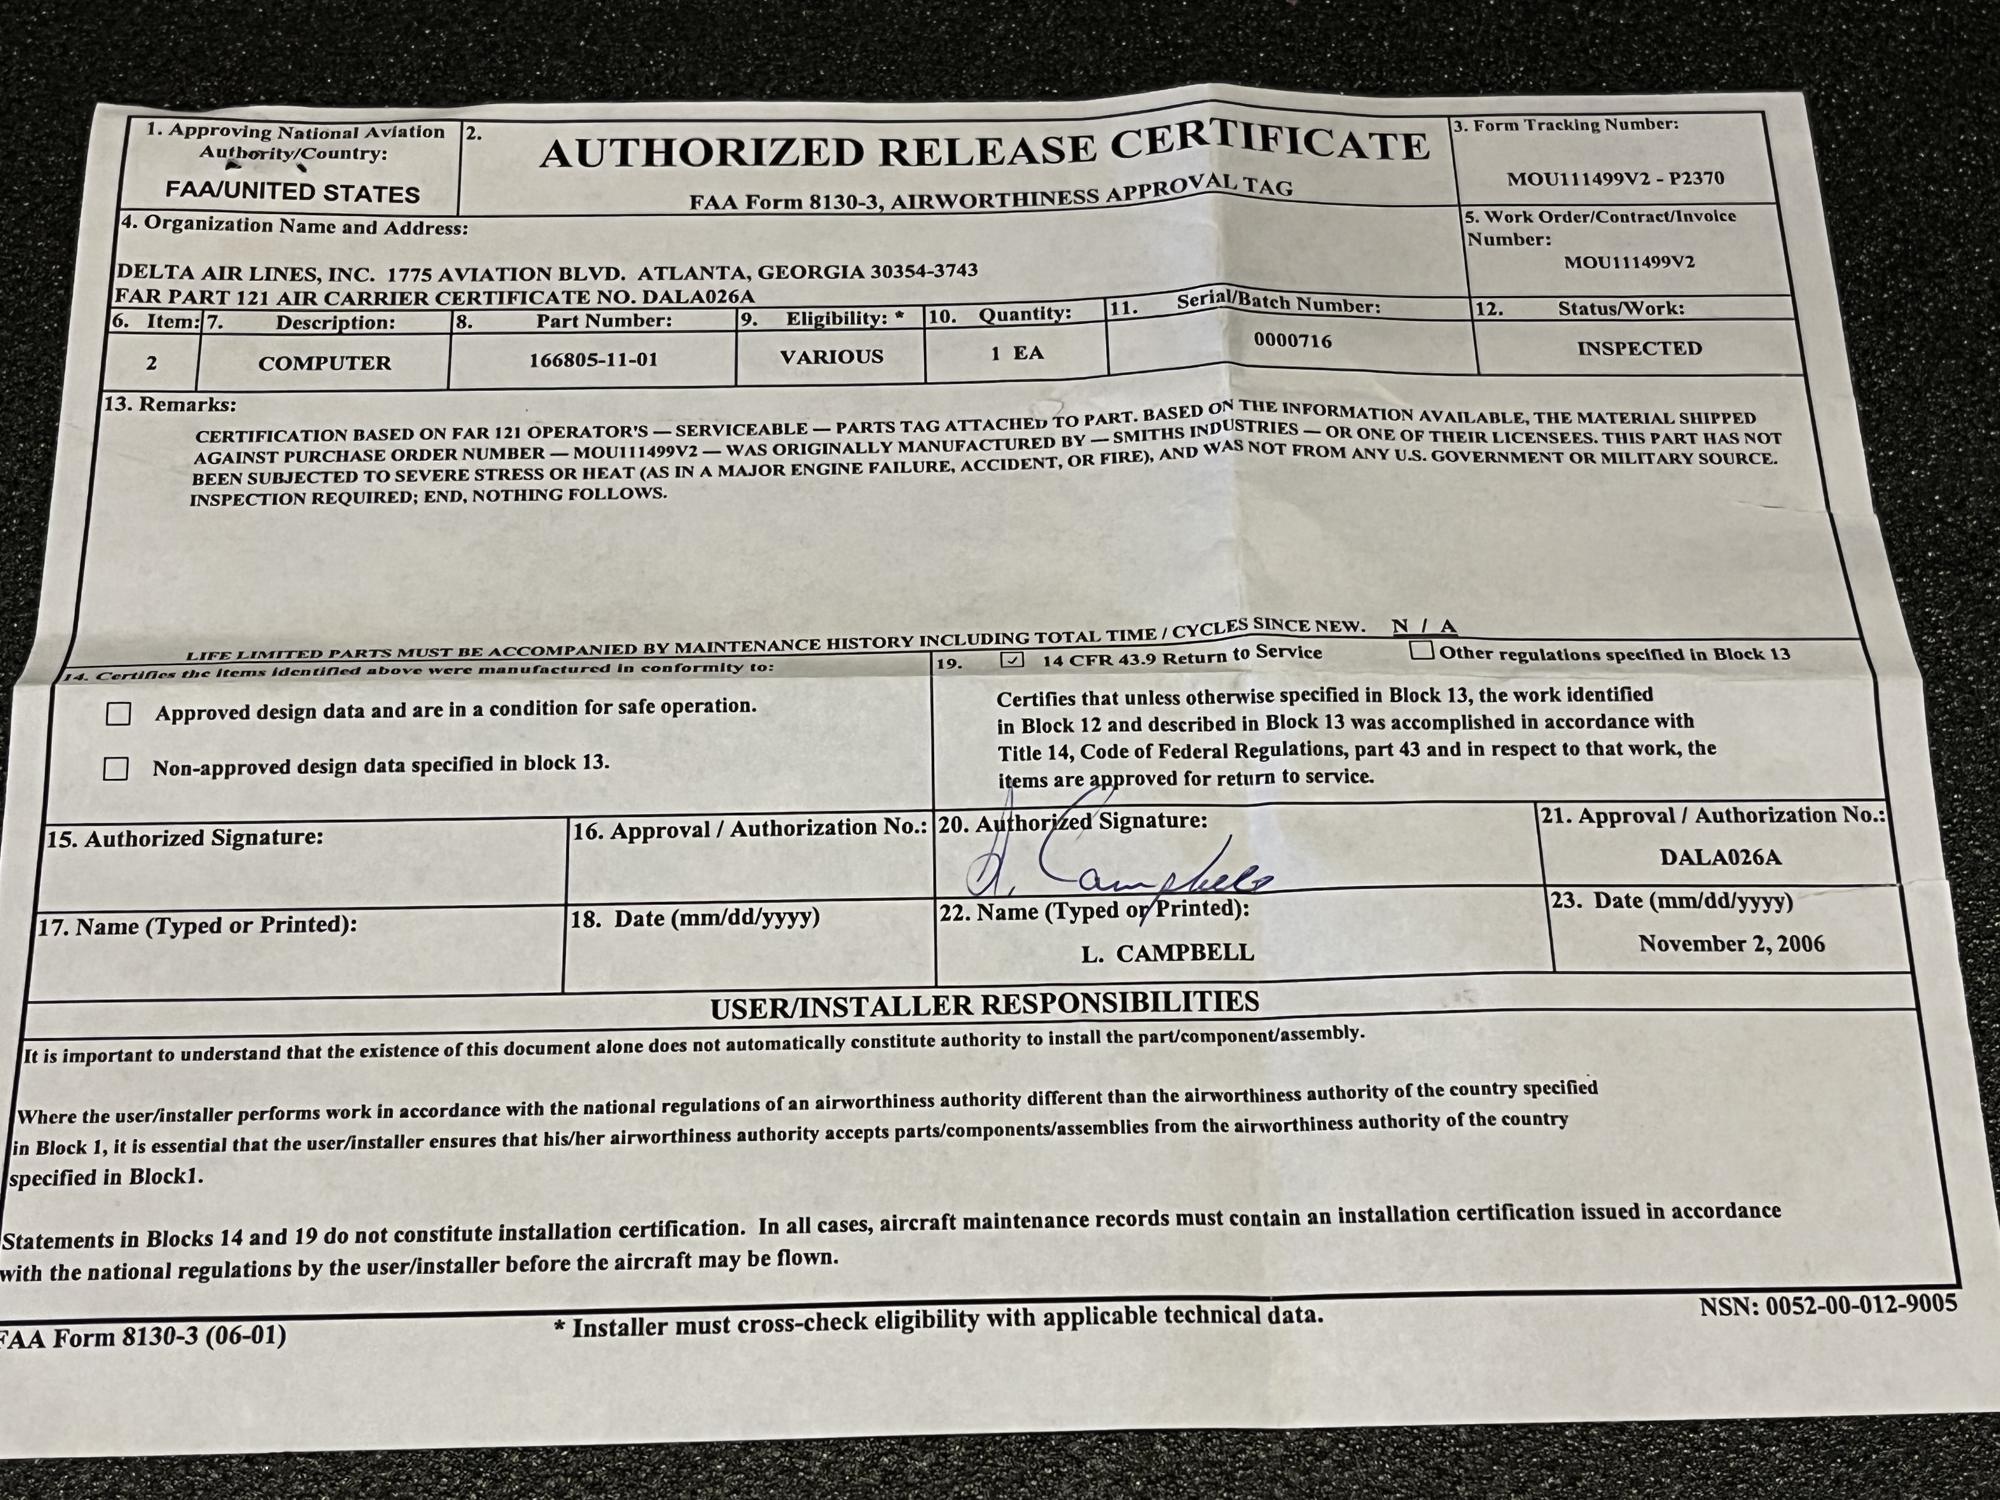 1. Approving National Aviation
Authority/Country:
FAA/UNITED STATES
2.
AUTHORIZED RELEASE CERTIFICATE
FAA Form 8130-3, AIRWORTHINESS APPROVAL TAG
3. Form Tracking Number:
MOU111499V2 - P2370
4. Organization Name and Address:
DELTA AIR LINES, INC. 1775 AVIATION BLVD. ATLANTA, GEORGIA 30354-3743
FAR PART 121 AIR CARRIER CERTIFICATE NO. DALA026A
5. Work Order/Contract/Invoice
Number:
MOU111499V2
6. Item: 7. Description: 8. Part Number: 9. Eligibility: * 10. Quantity: 11. Serial/Batch Number: 12. Status/Work:
2 COMPUTER 166805-11-01 VARIOUS 1 EA 0000716 INSPECTED
13. Remarks:
CERTIFICATION BASED ON FAR 121 OPERATOR'S — SERVICEABLE — PARTS TAG ATTACHED TO PART. BASED ON THE INFORMATION AVAILABLE, THE MATERIAL SHIPPED
AGAINST PURCHASE ORDER NUMBER — MOU111499V2 — WAS ORIGINALLY MANUFACTURED BY — SMITHS INDUSTRIES — OR ONE OF THEIR LICENSEES. THIS PART HAS NOT
BEEN SUBJECTED TO SEVERE STRESS OR HEAT (AS IN A MAJOR ENGINE FAILURE, ACCIDENT, OR FIRE), AND WAS NOT FROM ANY U.S. GOVERNMENT OR MILITARY SOURCE.
INSPECTION REQUIRED; END, NOTHING FOLLOWS.
LIFE LIMITED PARTS MUST BE ACCOMPANIED BY MAINTENANCE HISTORY INCLUDING TOTAL TIME / CYCLES SINCE NEW. N / A
14. Certifies the items identified above were manufactured in conformity to:
Approved design data and are in a condition for safe operation.
Non-approved design data specified in block 13.
19. 14 CFR 43.9 Return to Service Other regulations specified in Block 13
Certifies that unless otherwise specified in Block 13, the work identified
in Block 12 and described in Block 13 was accomplished in accordance with
Title 14, Code of Federal Regulations, part 43 and in respect to that work, the
items are approved for return to service.
15. Authorized Signature: 16. Approval / Authorization No.: 20. Authorized Signature: 21. Approval / Authorization No.:
Campbell DALA026A
17. Name (Typed or Printed): 18. Date (mm/dd/yyyy) 22. Name (Typed or Printed): 23. Date (mm/dd/yyyy)
L. CAMPBELL November 2, 2006
USER/INSTALLER RESPONSIBILITIES
It is important to understand that the existence of this document alone does not automatically constitute authority to install the part/component/assembly.
Where the user/installer performs work in accordance with the national regulations of an airworthiness authority different than the airworthiness authority of the country specified
in Block 1, it is essential that the user/installer ensures that his/her airworthiness authority accepts parts/components/assemblies from the airworthiness authority of the country
specified in Block1.
Statements in Blocks 14 and 19 do not constitute installation certification. In all cases, aircraft maintenance records must contain an installation certification issued in accordance
with the national regulations by the user/installer before the aircraft may be flown.
FAA Form 8130-3 (06-01) * Installer must cross-check eligibility with applicable technical data. NSN: 0052-00-012-9005